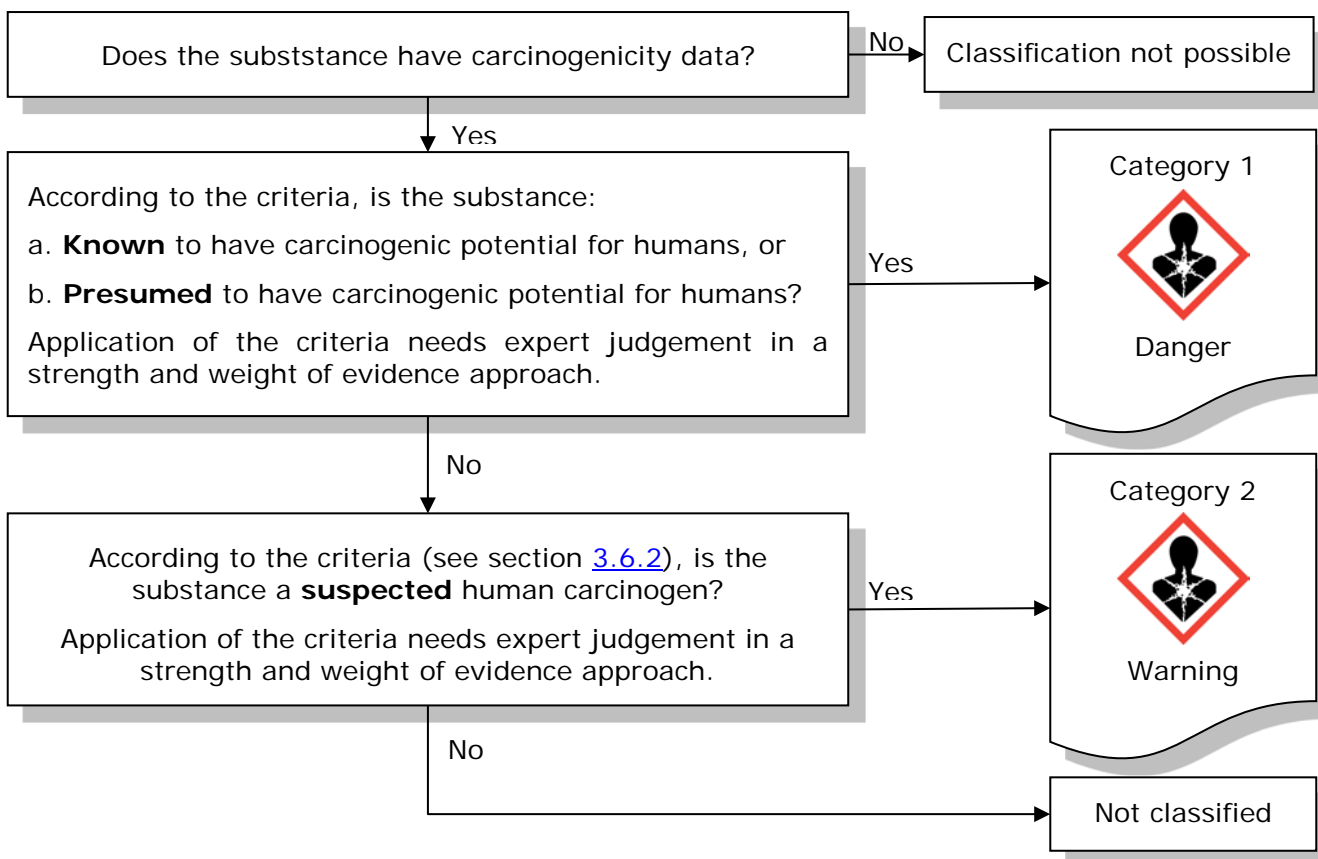 Does the subststance have carcinogenicity data?
No
Classification not possible
Yes
According to the criteria, is the substance:
a. Known to have carcinogenic potential for humans, or
b. Presumed to have carcinogenic potential for humans?
Application of the criteria needs expert judgement in a
strength and weight of evidence approach.
Yes
Category 1
Danger
No
According to the criteria (see section 3.6.2), is the
substance a suspected human carcinogen?
Application of the criteria needs expert judgement in a
strength and weight of evidence approach.
Yes
Category 2
Warning
No
Not classified